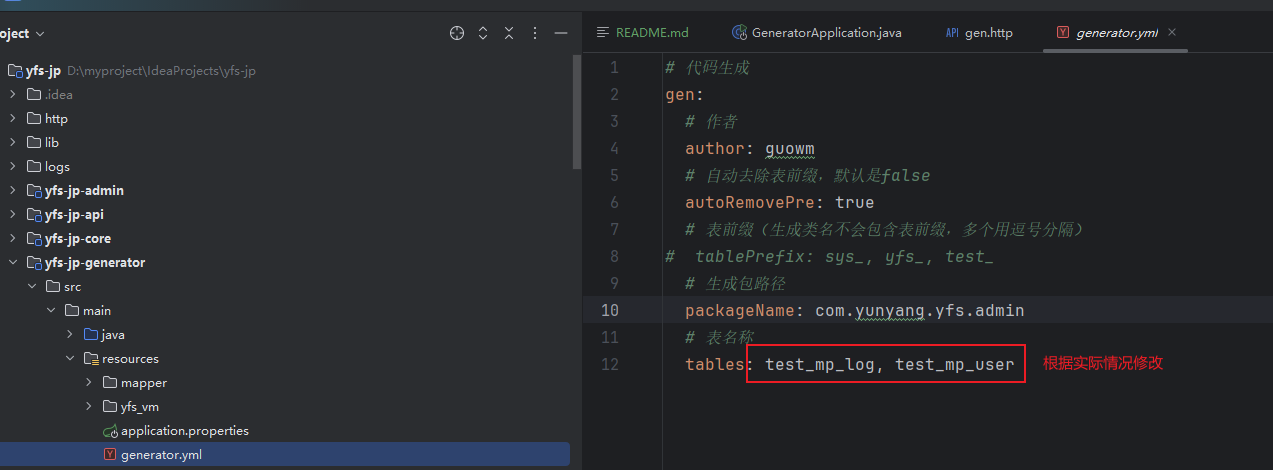 oject
yfs-jp D:\myproject\IdeaProjects\yfs-jp
.idea
http
lib
logs
yfs-jp-admin
yfs-jp-api
yfs-jp-core
yfs-jp-generator
src
main
java
resources
mapper
yfs_vm
application.properties
generator.yml
README.md GeneratorApplication.java API gen.http generator.yml
1 # 代码生成
2 gen:
3 # 作者
4 author: guowm
5 # 自动去除表前缀，默认是false
6 autoRemovePre: true
7 # 表前缀（生成类名不会包含表前缀，多个用逗号分隔）
8 # tablePrefix: sys_, yfs_, test_
9 # 生成包路径
10 packageName: com.yunyang.yfs.admin
11 # 表名称
12 tables: test_mp_log, test_mp_user 根据实际情况修改